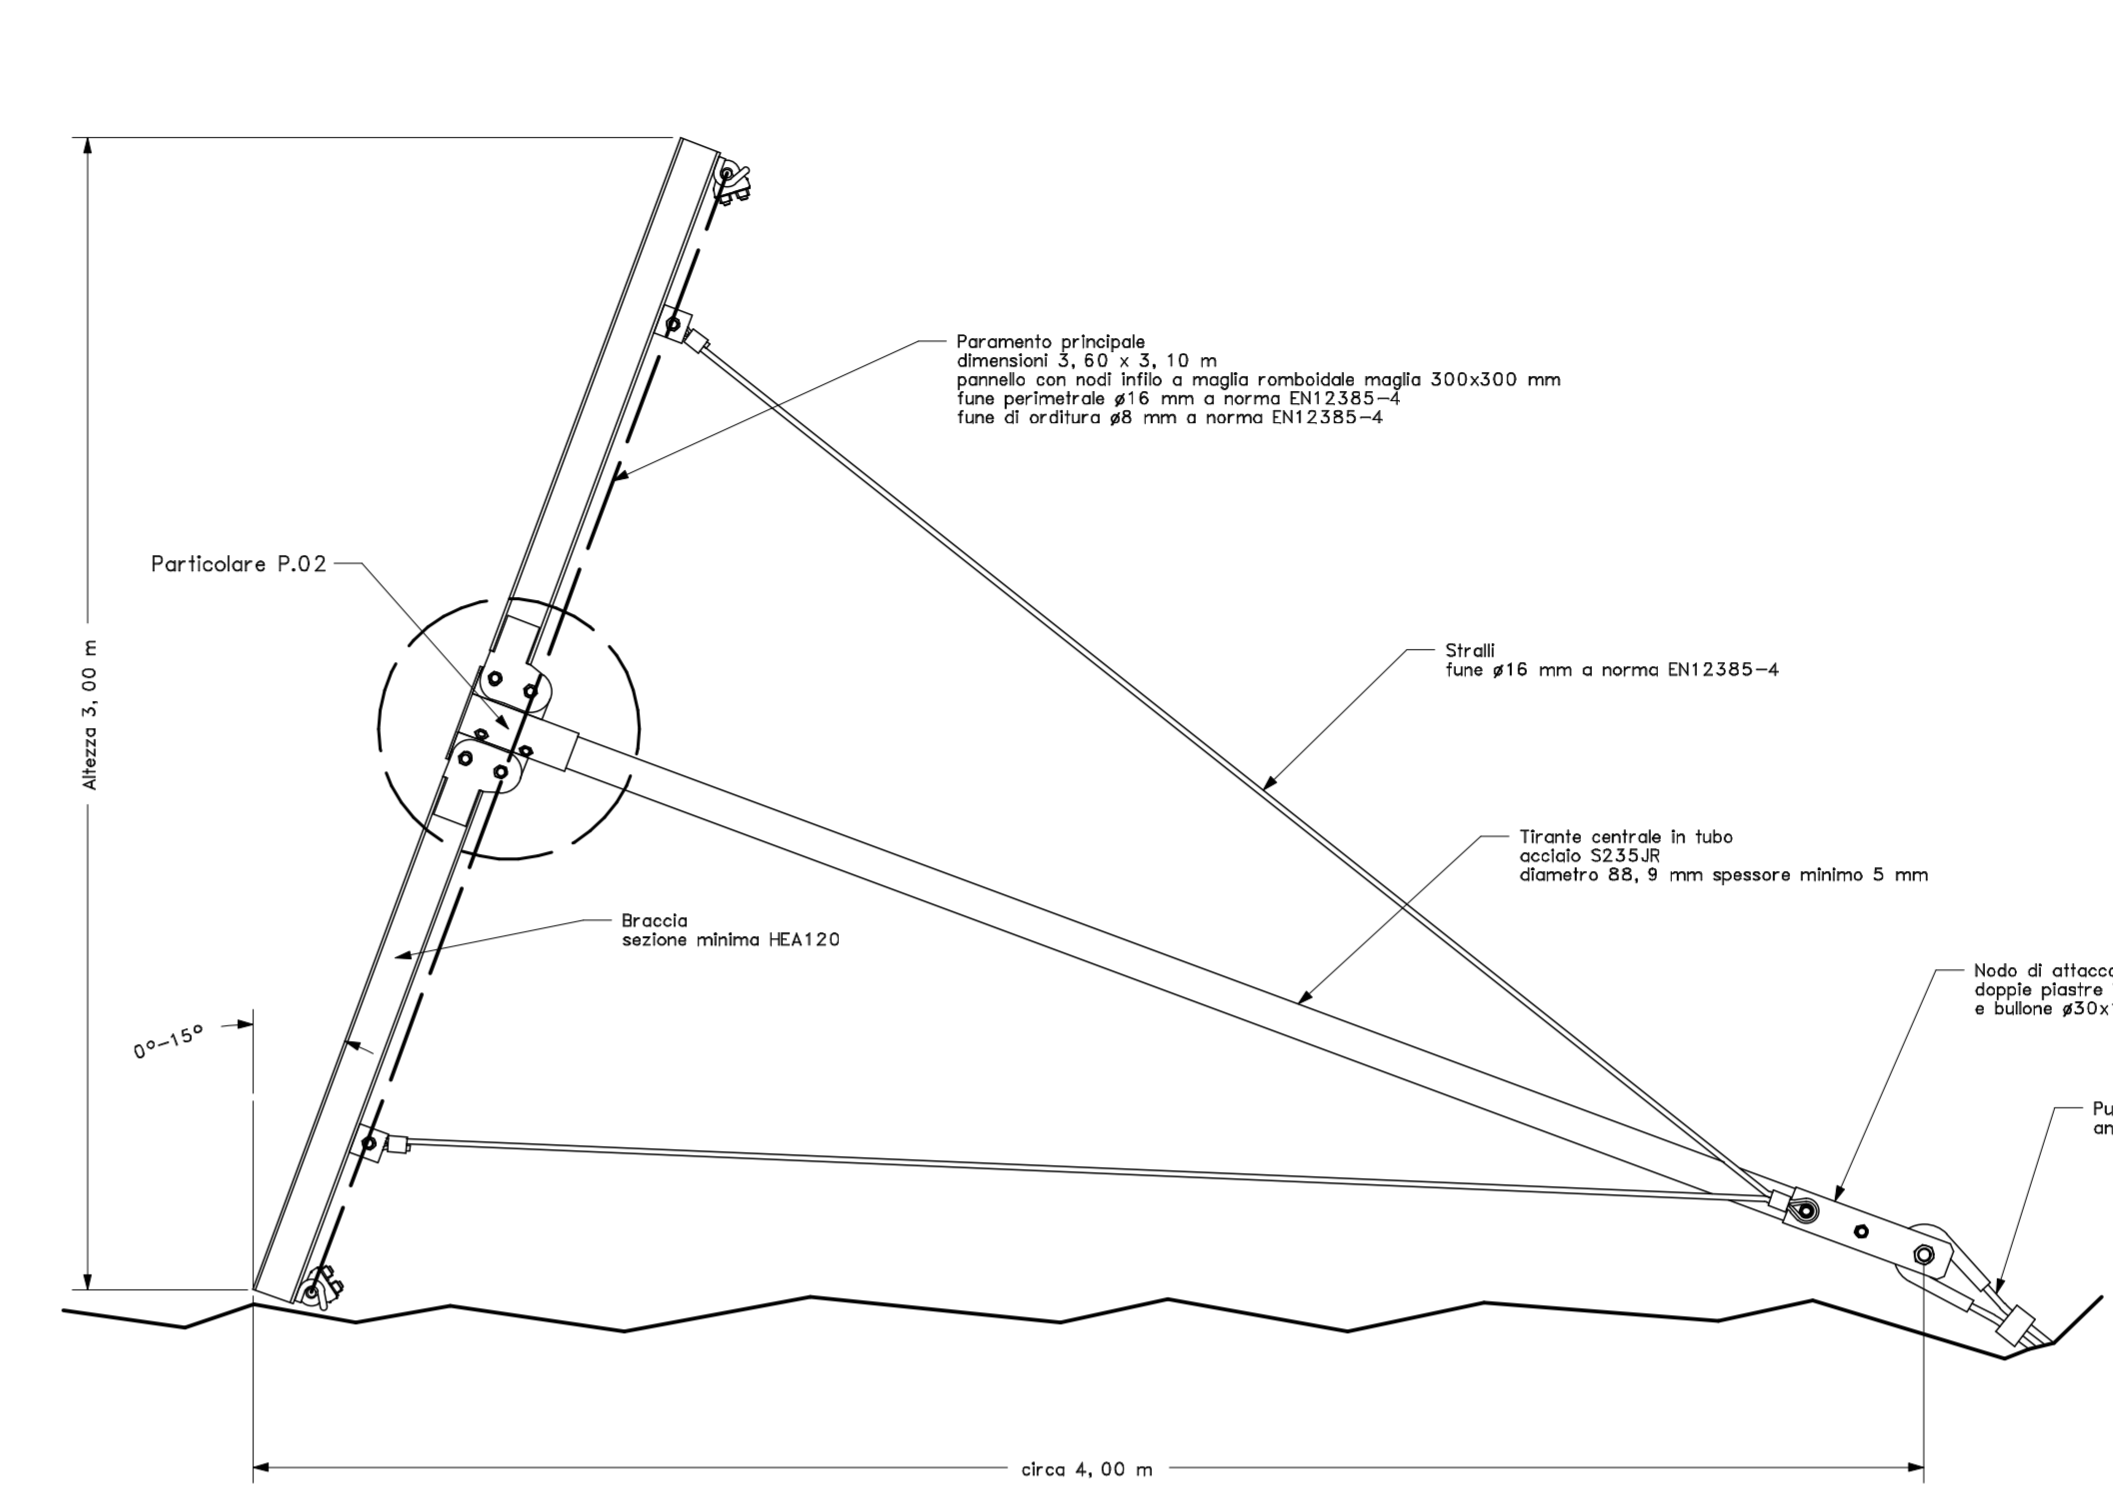 Paramento principale
dimensioni 3,60 x 3,10 m
pannello con nodi infilo a maglia romboidale maglia 300x300 mm
fune perimetrale ø16 mm a norma EN12385-4
fune di orditura ø8 mm a norma EN12385-4
Particolare P.02
Stralli
fune ø16 mm a norma EN12385-4
Altezza 3,00 m
Tirante centrale in tubo
acciaio S235JR
diametro 88,9 mm spessore minimo 5 mm
Braccia
sezione minima HEA120
Nodo di attacco
doppie piastre
e bullone ø30x
0°-15°
circa 4,00 m